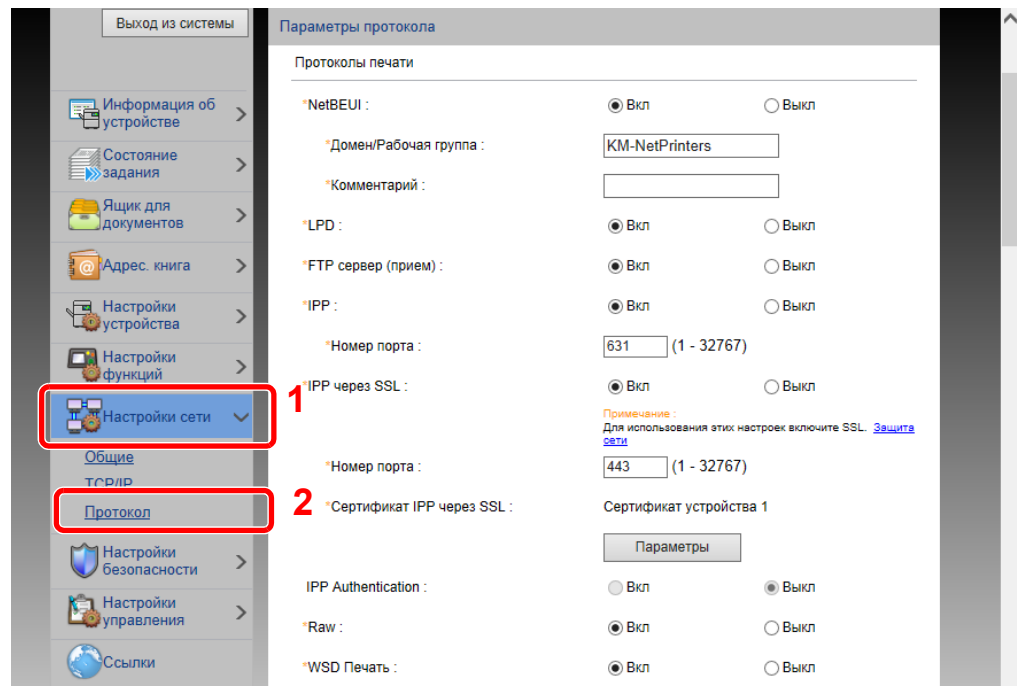 Выход из системы
Информация об
устройстве
Состояние
задания
Ящик для
документов
Адрес. книга
Настройки
устройства
Настройки
функций
Настройки сети
1
Общие
TCP/IP
Протокол
2
Настройки
безопасности
Настройки
управления
Ссылки
Параметры протокола
Протоколы печати
*NetBEUI : Вкл Выкл
*Домен/Рабочая группа : KM-NetPrinters
*Комментарий :
*LPD : Вкл Выкл
*FTP сервер (прием) : Вкл Выкл
*IPP : Вкл Выкл
*Номер порта : 631 (1 - 32767)
*IPP через SSL : Вкл Выкл
Примечание :
Для использования этих настроек включите SSL. Защита
сети
*Номер порта : 443 (1 - 32767)
*Сертификат IPP через SSL : Сертификат устройства 1
Параметры
IPP Authentication : Вкл Выкл
*Raw : Вкл Выкл
*WSD Печать : Вкл Выкл